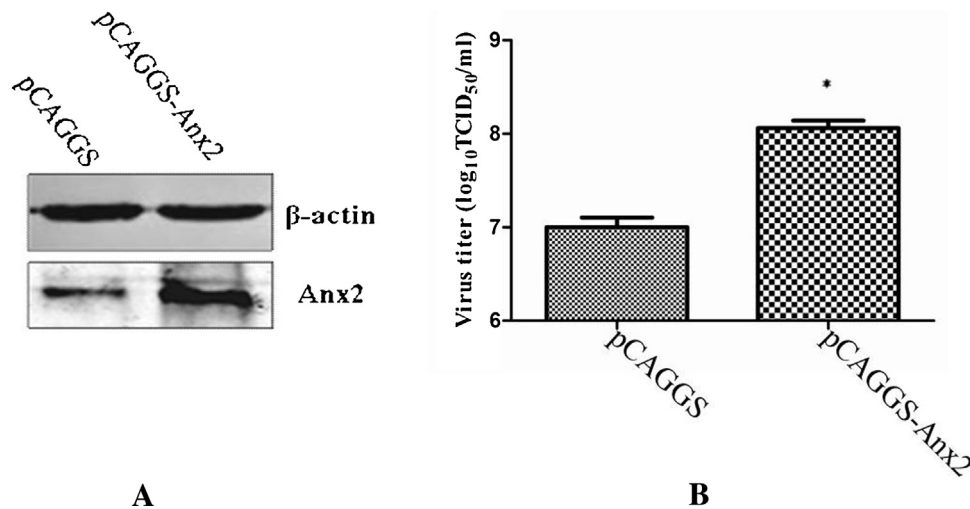 pCAGGS
pCAGGS-Anx2
β-actin
Anx2
A
Virus titer (log₁₀TCID₅₀/ml)
9
8
7
6
*
pCAGGS
pCAGGS-Anx2
B